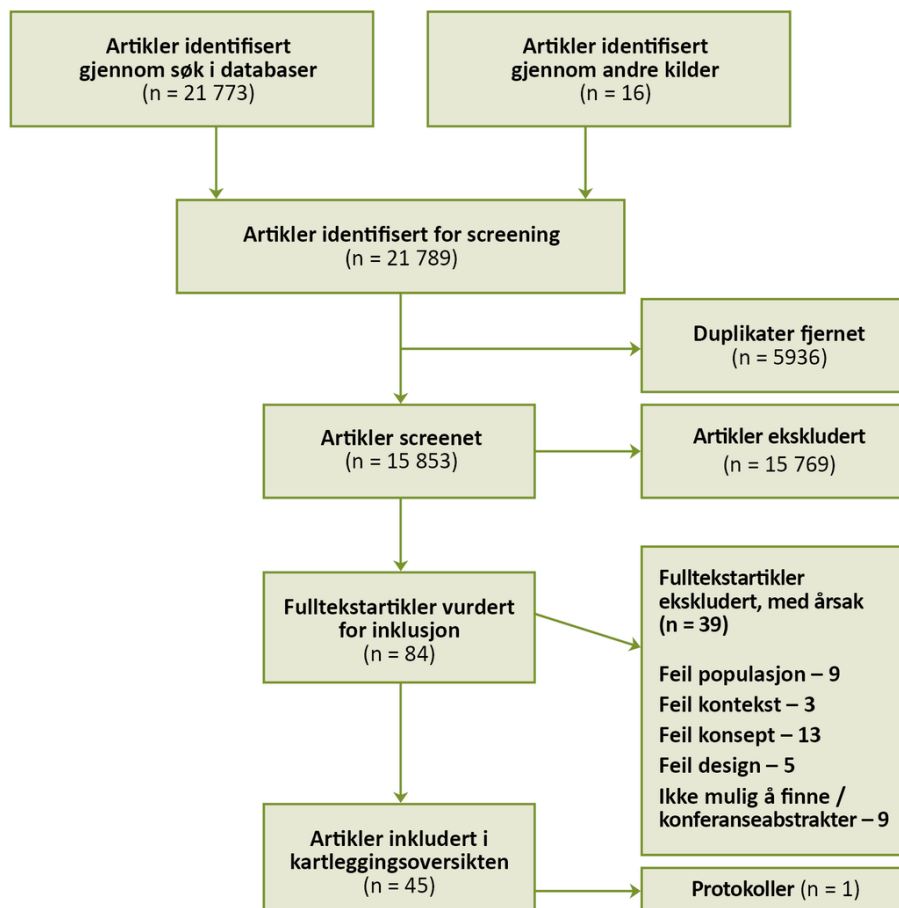 Artikler identifisert
gjennom søk i databaser
(n = 21 773)
Artikler identifisert
gjennom andre kilder
(n = 16)
Artikler identifisert for screening
(n = 21 789)
Duplikater fjernet
(n = 5936)
Artikler screenet
(n = 15 853)
Artikler ekskludert
(n = 15 769)
Fulltekstartikler vurdert
for inklusjon
(n = 84)
Fulltekstartikler
ekskludert, med årsak
(n = 39)
Feil populasjon – 9
Feil kontekst – 3
Feil konsept – 13
Feil design – 5
Ikke mulig å finne /
konferanseabstrakter – 9
Artikler inkludert i
kartleggingsoversikten
(n = 45)
Protokoller (n = 1)